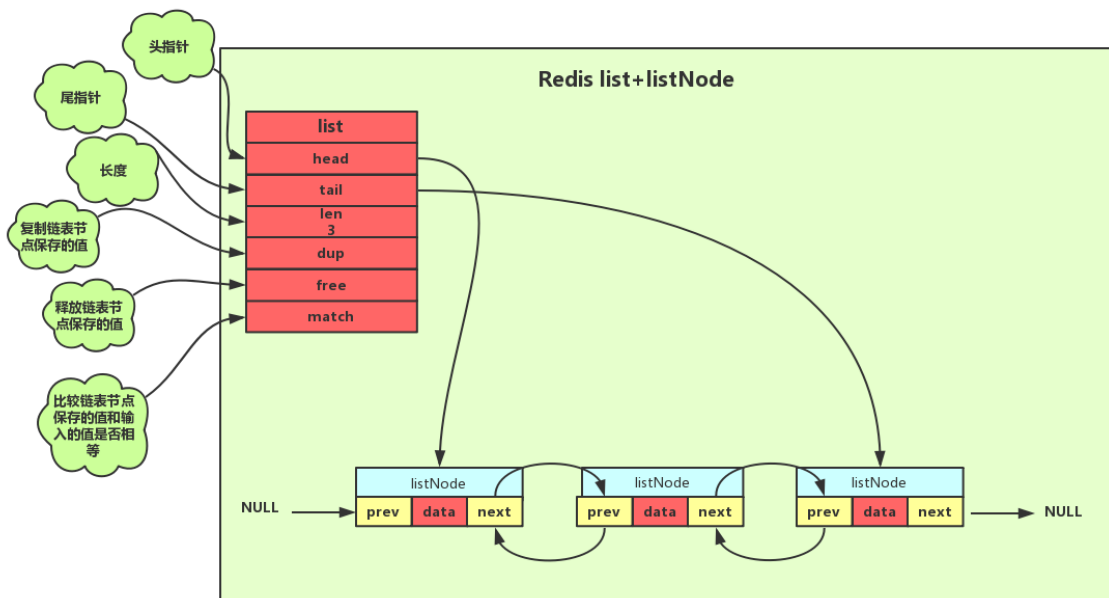 头指针
Redis list+listNode
尾指针
list
head
长度
tail
len
3
复制链表节
点保存的值
dup
free
释放链表节
点保存的值
match
比较链表节点
保存的值和输
入的值是否相
等
listNode
listNode
listNode
NULL
prev
data
next
prev
data
next
prev
data
next
NULL